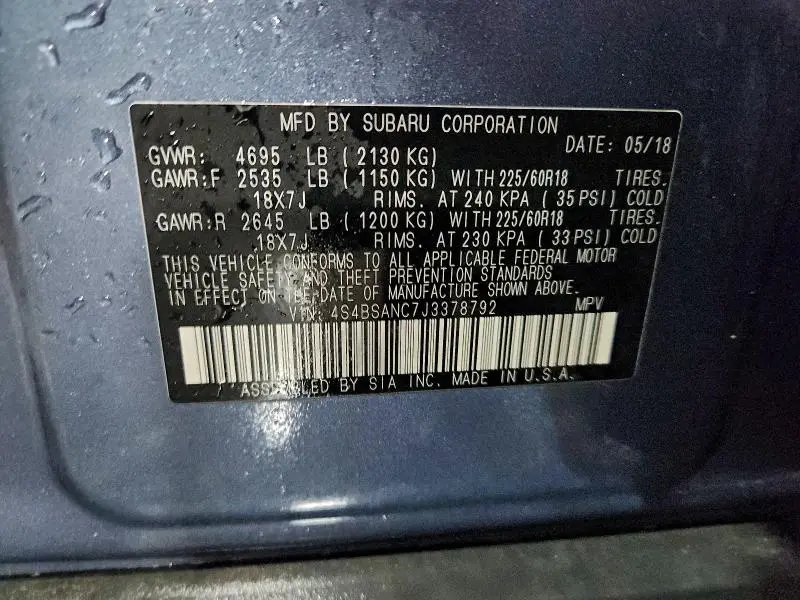 MFD BY SUBARU CORPORATION
DATE: 05/18
GVWR: 4695 LB ( 2130 KG)
GAWR:F 2535 LB ( 1150 KG) WITH 225/60R18 TIRES.
18X7J RIMS. AT 240 KPA ( 35 PSI) COLD
GAWR:R 2645 LB ( 1200 KG) WITH 225/60R18 TIRES.
18X7J RIMS. AT 230 KPA ( 33 PSI) COLD
THIS VEHICLE CONFORMS TO ALL APPLICABLE FEDERAL MOTOR
VEHICLE SAFETY AND THEFT PREVENTION STANDARDS
IN EFFECT ON THE DATE OF MANUFACTURE SHOWN ABOVE.
VIN: 4S4BSANC7J3378792 MPV
ASSEMBLED BY SIA INC. MADE IN U.S.A.